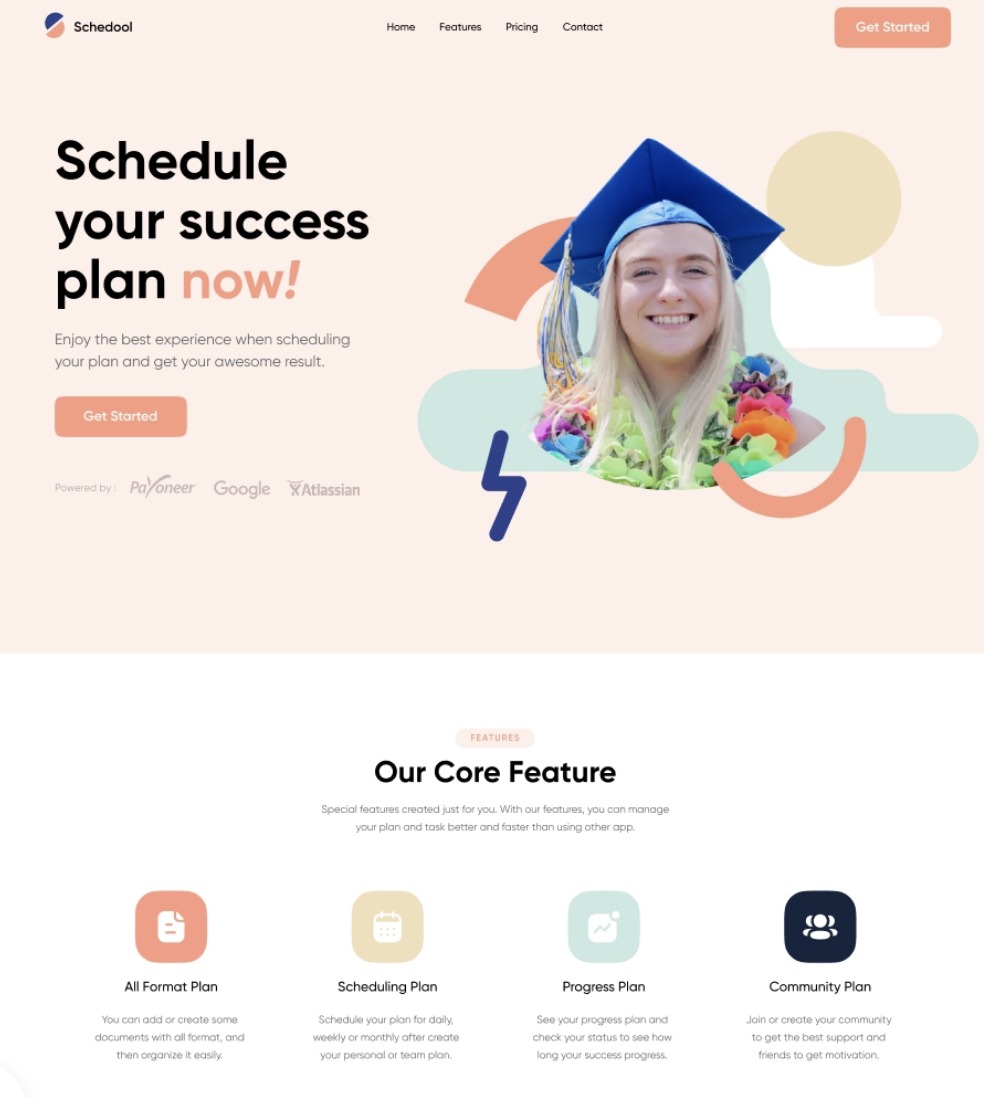 Schedool
Home Features Pricing Contact
Get Started
Schedule
your success
plan now!
Enjoy the best experience when scheduling
your plan and get your awesome result.
Get Started
Powered by : Payoneer Google Atlassian
FEATURES
Our Core Feature
Special features created just for you. With our features, you can manage
your plan and task better and faster than using other app.
All Format Plan
You can add or create some
documents with all format, and
then organize it easily.
Scheduling Plan
Schedule your plan for daily,
weekly or monthly after create
your personal or team plan.
Progress Plan
See your progress plan and
check your status to see how
long your success progress.
Community Plan
Join or create your community
to get the best support and
friends to get motivation.